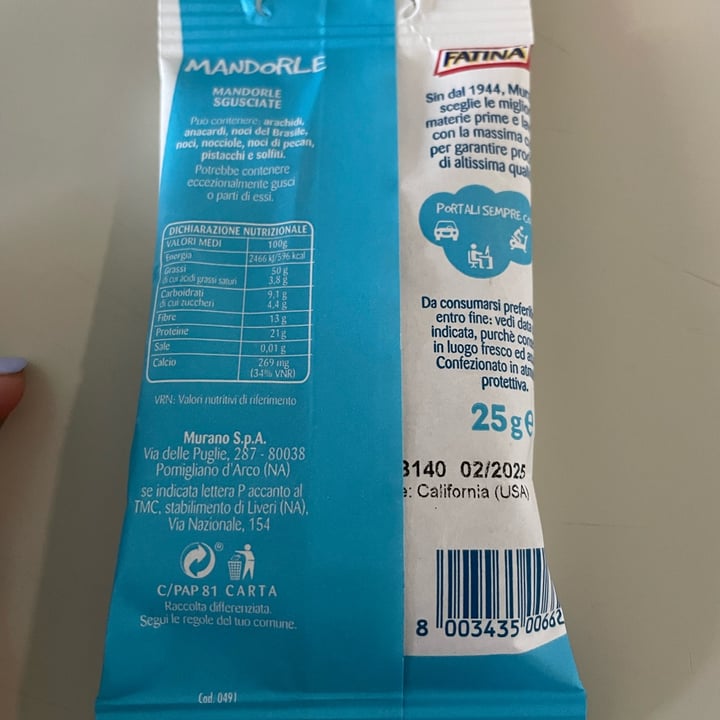 MANDORLE
MANDORLE
SGUSCIATE
Può contenere: arachidi,
anacardi, noci del Brasile,
noci, nocciole, noci di pecan,
pistacchi e solfiti.
Potrebbe contenere
eccezionalmente gusci
o parti di essi.
DICHIARAZIONE NUTRIZIONALE
VALORI MEDI 100g
Energia 2466 kJ/596 kcal
Grassi 50 g
di cui acidi grassi saturi 3,8 g
Carboidrati 9,1 g
di cui zuccheri 4,4 g
Fibre 13 g
Proteine 21 g
Sale 0,01 g
Calcio 269 mg
(34% VNR)
VRN: Valori nutritivi di riferimento
Murano S.p.A.
Via delle Puglie, 287 - 80038
Pomigliano d'Arco (NA)
se indicata lettera P accanto al
TMC, stabilimento di Liveri (NA),
Via Nazionale, 154
C/PAP 81 CARTA
Raccolta differenziata.
Segui le regole del tuo comune.
Cod. 0491
FATINA
Sin dal 1944, Mur
sceglie le miglio
materie prime e la
con la massima
per garantire pro
di altissima qual
PORTALI SEMPRE CO
Da consumarsi preferi
entro fine: vedi data
indicata, purchè con
in luogo fresco ed a
Confezionato in atm
protettiva.
25 g e
3140 02/2025
e: California (USA)
8 003435 00662